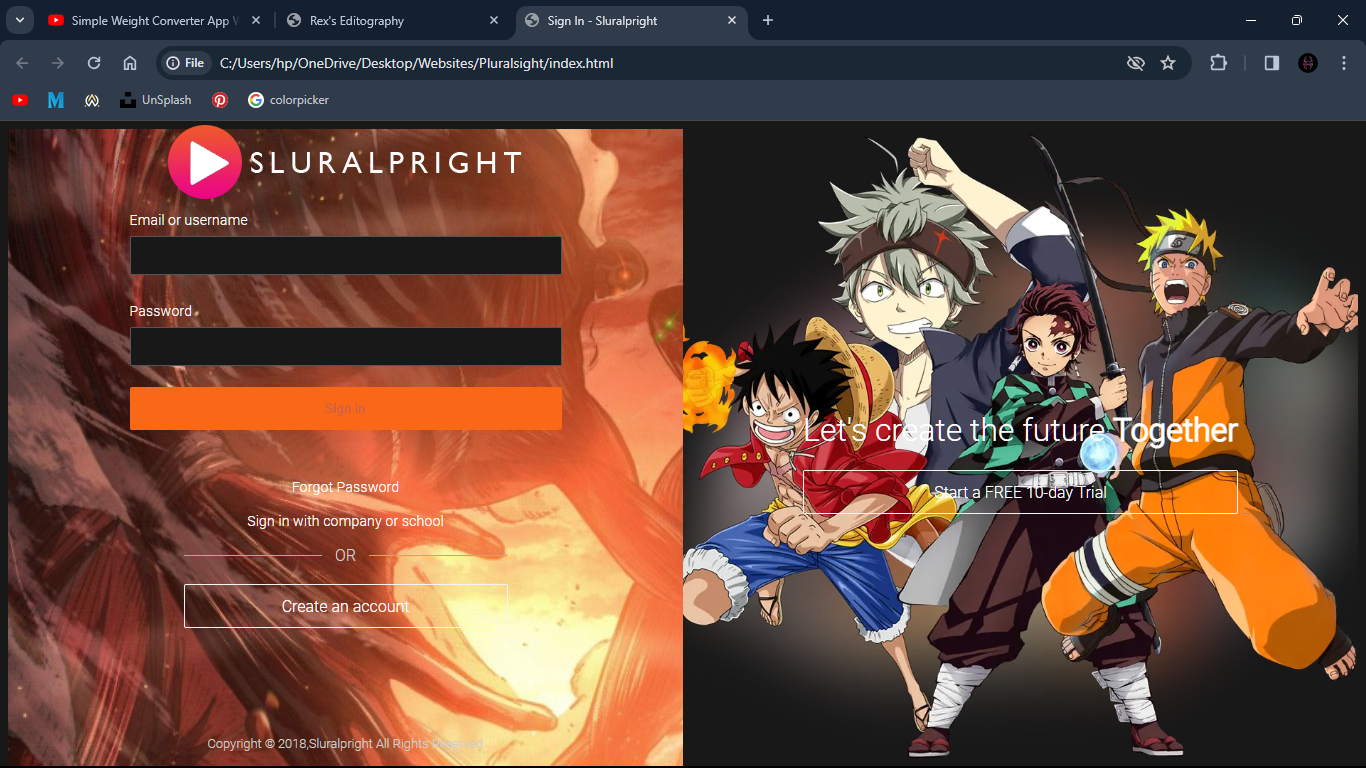 Simple Weight Converter App
Rex's Editography
Sign In - Sluralpright
File
C:/Users/hp/OneDrive/Desktop/Websites/Pluralsight/index.html
UnSplash
colorpicker
SLURALPRIGHT
Email or username
Password
Sign in
Forgot Password
Sign in with company or school
OR
Create an account
Copyright © 2018,Sluralpright All Rights Reserved
Let's create the future Together
Start a FREE 10-day Trial